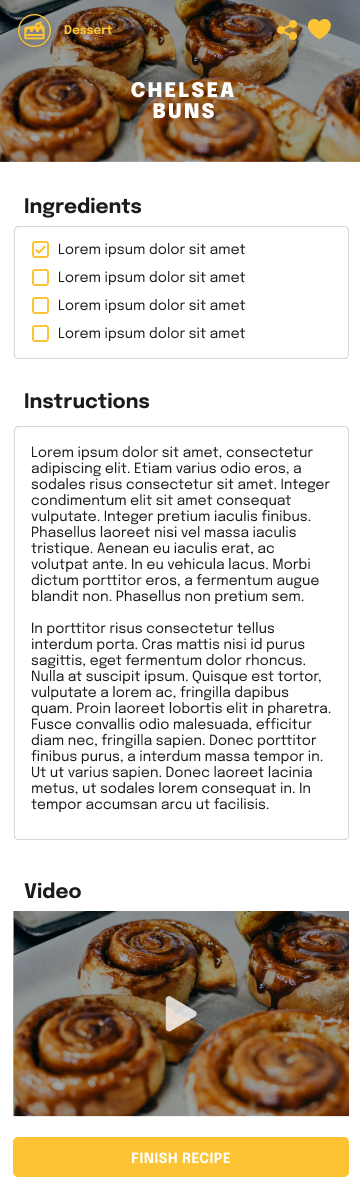 Dessert
CHELSEA
BUNS
Ingredients
Lorem ipsum dolor sit amet
Lorem ipsum dolor sit amet
Lorem ipsum dolor sit amet
Lorem ipsum dolor sit amet
Instructions
Lorem ipsum dolor sit amet, consectetur
adipiscing elit. Etiam varius odio eros, a
sodales risus consectetur sit amet. Integer
condimentum elit sit amet consequat
vulputate. Integer pretium iaculis finibus.
Phasellus laoreet nisi vel massa iaculis
tristique. Aenean eu iaculis erat, ac
volutpat ante. In eu vehicula lacus. Morbi
dictum porttitor eros, a fermentum augue
blandit non. Phasellus non pretium sem.
In porttitor risus consectetur tellus
interdum porta. Cras mattis nisi id purus
sagittis, eget fermentum dolor rhoncus.
Nulla at suscipit ipsum. Quisque est tortor,
vulputate a lorem ac, fringilla dapibus
quam. Proin laoreet lobortis elit in pharetra.
Fusce convallis odio malesuada, efficitur
diam nec, fringilla sapien. Donec porttitor
finibus purus, a interdum massa tempor in.
Ut ut varius sapien. Donec laoreet lacinia
metus, ut sodales lorem consequat in. In
tempor accumsan arcu ut facilisis.
Video
FINISH RECIPE